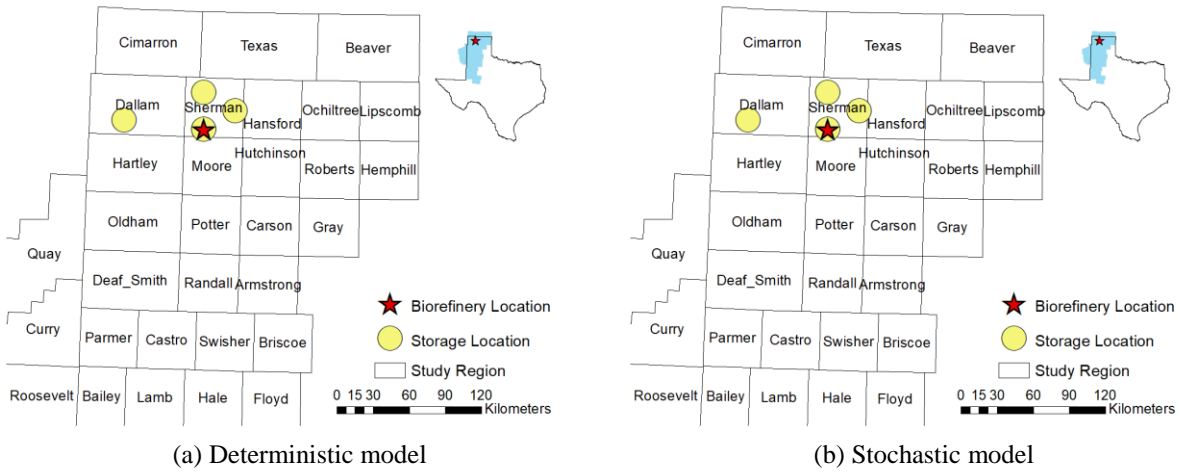 Cimarron Texas Beaver
Dallam Sherman Hansford Ochiltree Lipscomb
Hartley Moore Hutchinson Roberts Hemphill
Oldham Potter Carson Gray
Quay
Deaf_Smith Randall Armstrong
Curry Parmer Castro Swisher Briscoe
Roosevelt Bailey Lamb Hale Floyd
Biorefinery Location
Storage Location
Study Region
0 15 30 60 90 120
Kilometers
(a) Deterministic model
Cimarron Texas Beaver
Dallam Sherman Hansford Ochiltree Lipscomb
Hartley Moore Hutchinson Roberts Hemphill
Oldham Potter Carson Gray
Quay
Deaf_Smith Randall Armstrong
Curry Parmer Castro Swisher Briscoe
Roosevelt Bailey Lamb Hale Floyd
Biorefinery Location
Storage Location
Study Region
0 15 30 60 90 120
Kilometers
(b) Stochastic model